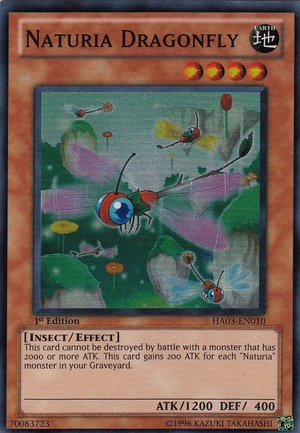 NATURIA DRAGONFLY
EARTH
地
1st Edition
HA03-EN010
[INSECT/EFFECT]
This card cannot be destroyed by battle with a monster that
has 2000 or more ATK. This card gains 200 ATK for each "Naturia"
monster in your Graveyard.
ATK/1200 DEF/ 400
70083723
©1996 KAZUKI TAKAHASHI